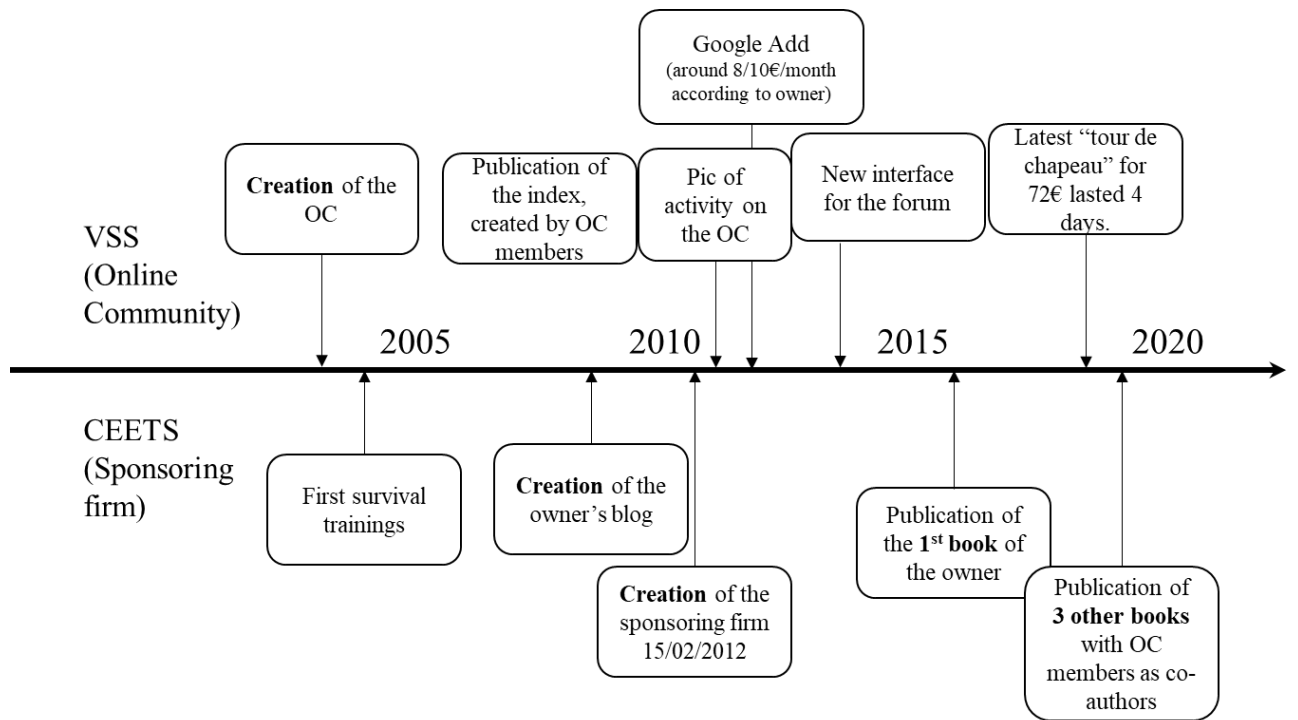 Google Add
(around 8/10€/month
according to owner)
Creation of the
OC
Publication of
the index,
created by OC
members
Pic of
activity on
the OC
New interface
for the forum
Latest “tour de
chapeau” for
72€ lasted 4
days.
VSS
(Online
Community)
2005
2010
2015
2020
CEETS
(Sponsoring
firm)
First survival
trainings
Creation of the
owner’s blog
Creation of the
sponsoring firm
15/02/2012
Publication of
the 1st book of
the owner
Publication of
3 other books
with OC
members as co-
authors